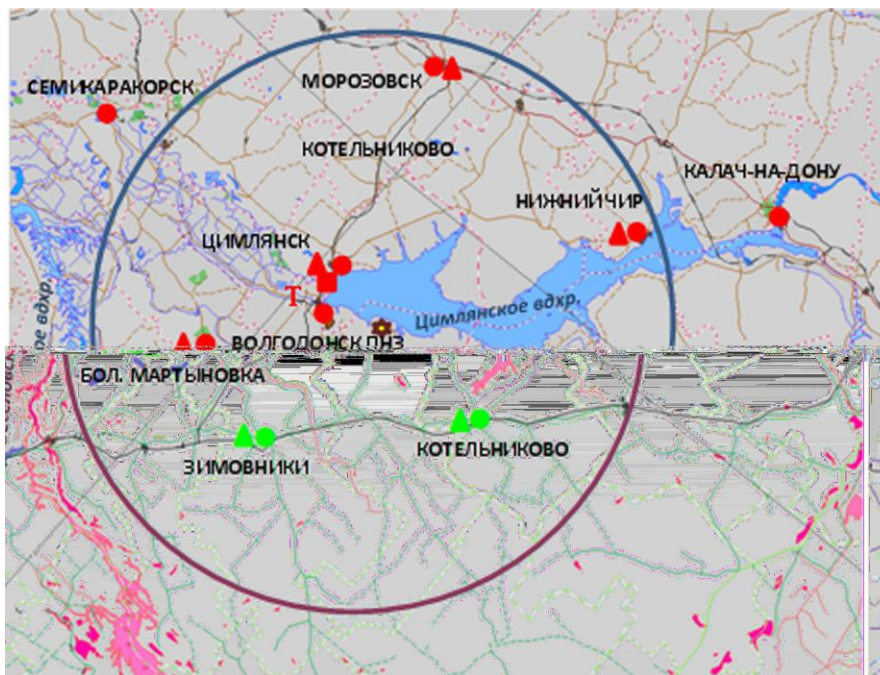 МОРОЗОВСК
СЕМИКАРАКОРСК
КОТЕЛЬНИКОВО
КАЛАЧ-НА-ДОНУ
НИЖНИЙ ЧИР
ЦИМЛЯНСК
Т
Цимлянское вдхр.
вдхр.
ВОЛГОДОНСК ПНЗ
БОЛ. МАРТЫНОВКА
КОТЕЛЬНИКОВО
ЗИМОВНИКИ